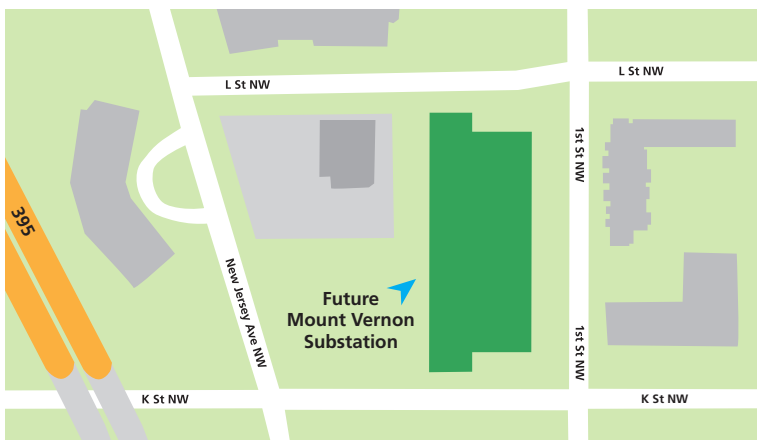 L St NW
L St NW
1st St NW
395
New Jersey Ave NW
Future
Mount Vernon
Substation
1st St NW
K St NW
K St NW